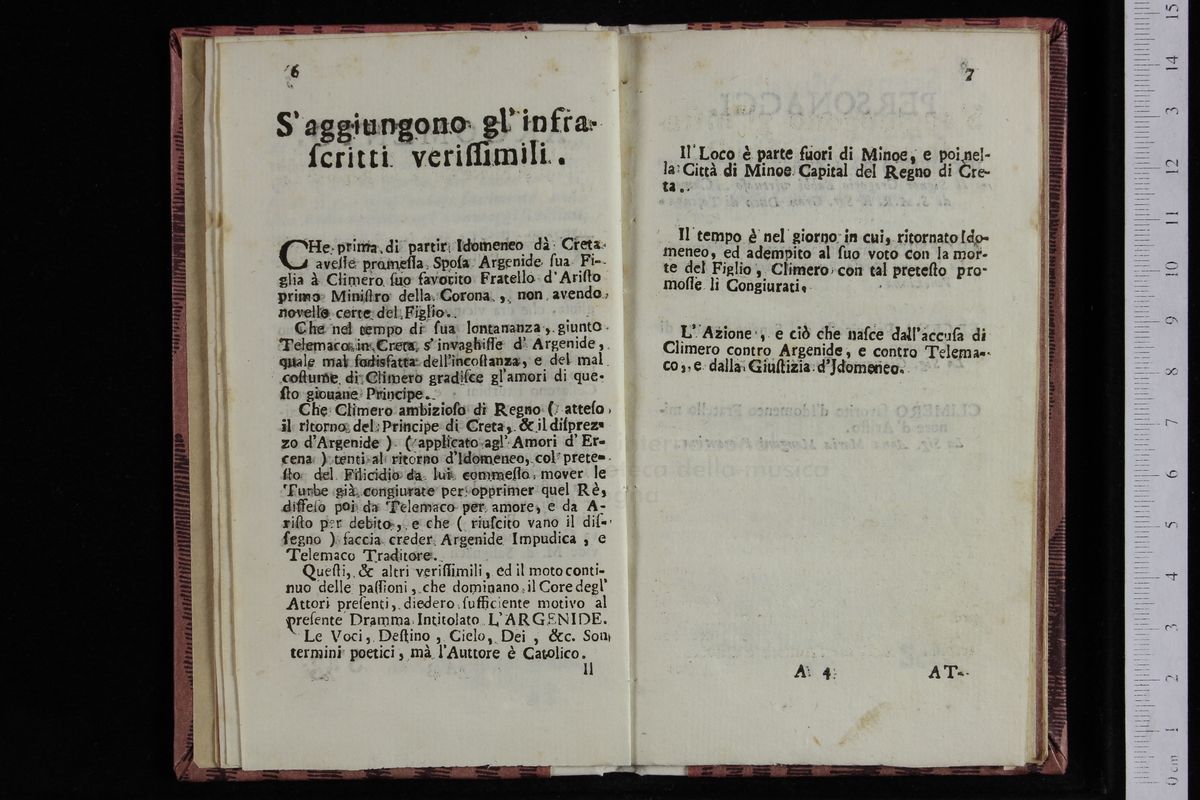 6
S'aggiungono gl'infra-
ſcritti veriſſimili.
CHe prima di partir Idomeneo dà Creta
aveſſe promeſſa Spoſa Argenide ſua Fi-
glia à Climero ſuo favorito Fratello d'Ariſto
primo Miniſtro della Corona, non avendo
novelle certe del Figlio.
Che nel tempo di ſua lontananza, giunto
Telemaco in Creta s'invaghiſſe d'Argenide,
quale mal ſodisfatta dell'incoſtanza, e del mal
coſtume di Climero gradiſce gl'amori di que-
ſto giouane Principe.
Che Climero ambizioſo di Regno ( atteſo
il ritorno del Principe di Creta, & il diſprez-
zo d'Argenide ) ( applicato agl'Amori d'Er-
cena ) tenti al ritorno d'Idomeneo, col prete-
ſto del Filicidio da lui commeſſo, mover le
Turbe già congiurate per opprimer quel Rè,
diffeſo poi da Telemaco per amore, e da A-
riſto per debito, e che ( riuſcito vano il diſ-
ſegno ) faccia creder Argenide Impudica, e
Telemaco Traditore.
Queſti, & altri veriſſimili, ed il moto conti-
nuo delle paſſioni, che dominano il Core degl'
Attori preſenti, diedero ſufficiente motivo al
preſente Dramma Intitolato L'ARGENIDE.
Le Voci, Deſtino, Cielo, Dei, &c. Son
termini poetici, mà l'Auttore è Catolico.
Il
7
Il Loco è parte fuori di Minoe, e poi nel-
la Città di Minoe Capital del Regno di Cre-
ta.
Il tempo è nel giorno in cui, ritornato Ido-
meneo, ed adempito al ſuo voto con la mor-
te del Figlio, Climero con tal preteſto pro-
moſſe li Congiurati,
L'Azione, e ciò che naſce dall'accuſa di
Climero contro Argenide, e contro Telema-
co, e dalla Giuſtizia d'Jdomeneo.
A 4
AT-